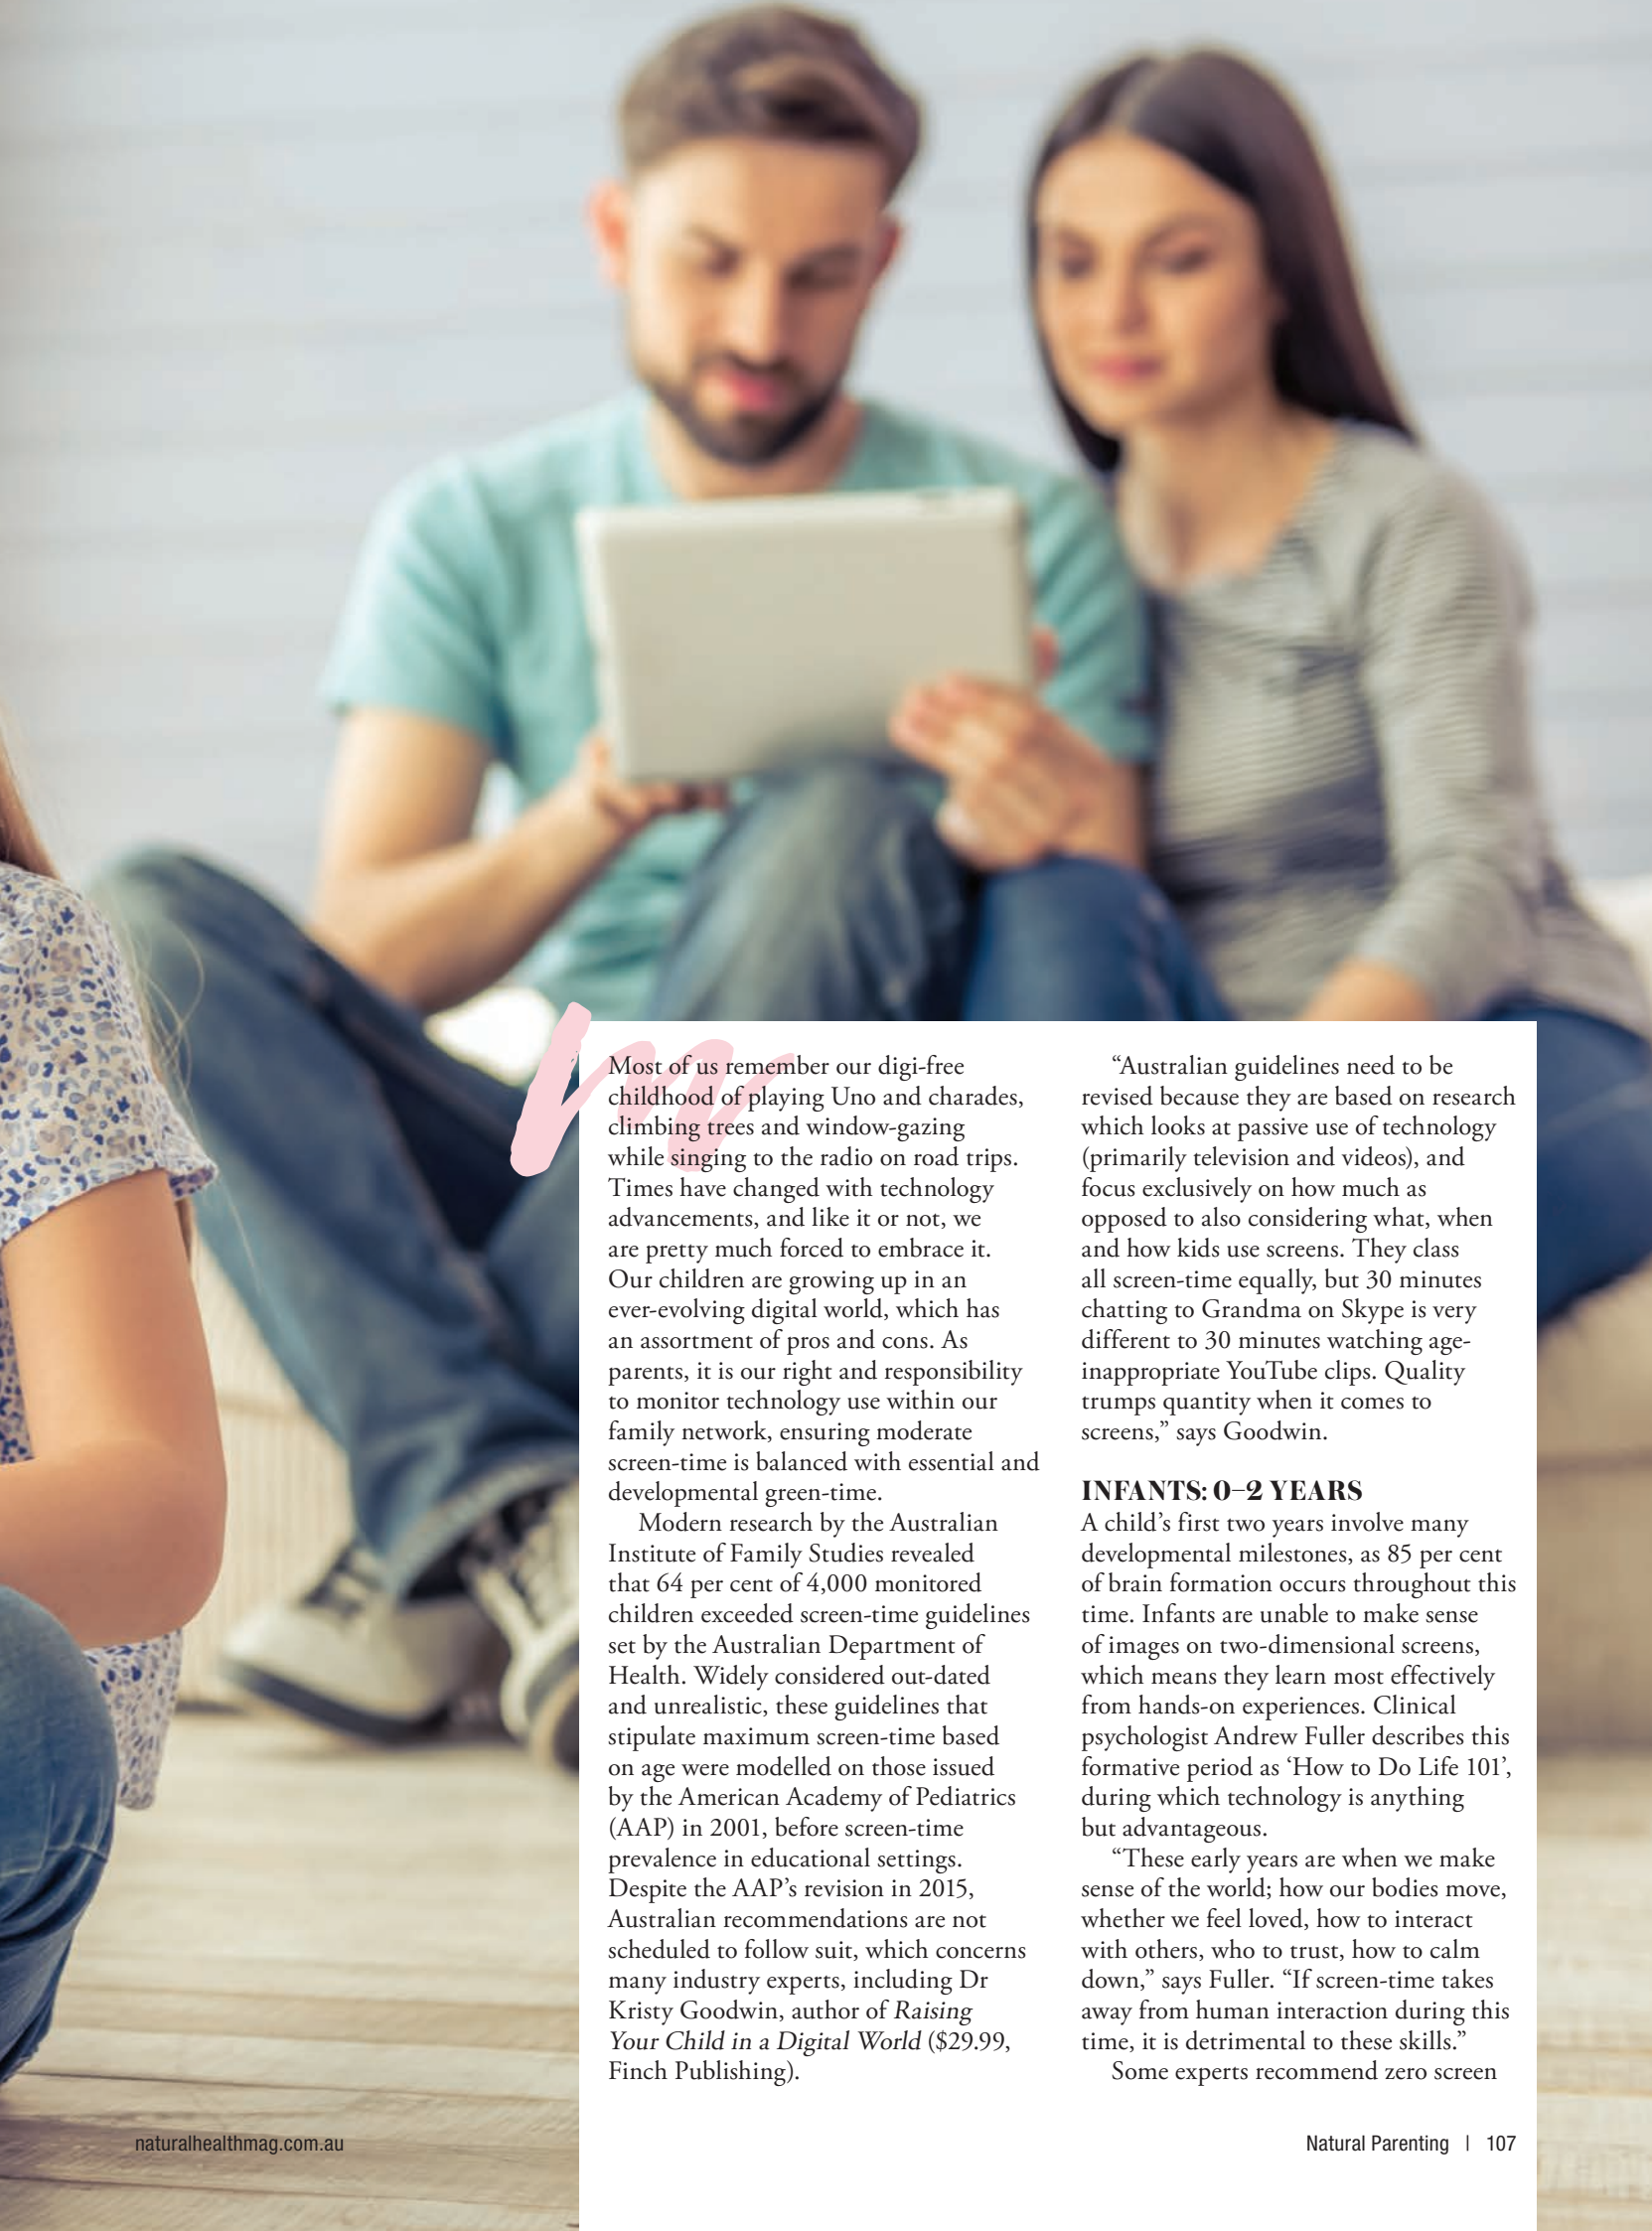 Most of us remember our digi-free
childhood of playing Uno and charades,
climbing trees and window-gazing
while singing to the radio on road trips.
Times have changed with technology
advancements, and like it or not, we
are pretty much forced to embrace it.
Our children are growing up in an
ever-evolving digital world, which has
an assortment of pros and cons. As
parents, it is our right and responsibility
to monitor technology use within our
family network, ensuring moderate
screen-time is balanced with essential and
developmental green-time.
Modern research by the Australian
Institute of Family Studies revealed
that 64 per cent of 4,000 monitored
children exceeded screen-time guidelines
set by the Australian Department of
Health. Widely considered out-dated
and unrealistic, these guidelines that
stipulate maximum screen-time based
on age were modelled on those issued
by the American Academy of Pediatrics
(AAP) in 2001, before screen-time
prevalence in educational settings.
Despite the AAP’s revision in 2015,
Australian recommendations are not
scheduled to follow suit, which concerns
many industry experts, including Dr
Kristy Goodwin, author of Raising
Your Child in a Digital World ($29.99,
Finch Publishing).
“Australian guidelines need to be
revised because they are based on research
which looks at passive use of technology
(primarily television and videos), and
focus exclusively on how much as
opposed to also considering what, when
and how kids use screens. They class
all screen-time equally, but 30 minutes
chatting to Grandma on Skype is very
different to 30 minutes watching age-
inappropriate YouTube clips. Quality
trumps quantity when it comes to
screens,” says Goodwin.
INFANTS: 0–2 YEARS
A child’s first two years involve many
developmental milestones, as 85 per cent
of brain formation occurs throughout this
time. Infants are unable to make sense
of images on two-dimensional screens,
which means they learn most effectively
from hands-on experiences. Clinical
psychologist Andrew Fuller describes this
formative period as ‘How to Do Life 101’,
during which technology is anything
but advantageous.
“These early years are when we make
sense of the world; how our bodies move,
whether we feel loved, how to interact
with others, who to trust, how to calm
down,” says Fuller. “If screen-time takes
away from human interaction during this
time, it is detrimental to these skills.”
Some experts recommend zero screen
naturalhealthmag.com.au
Natural Parenting | 107
m